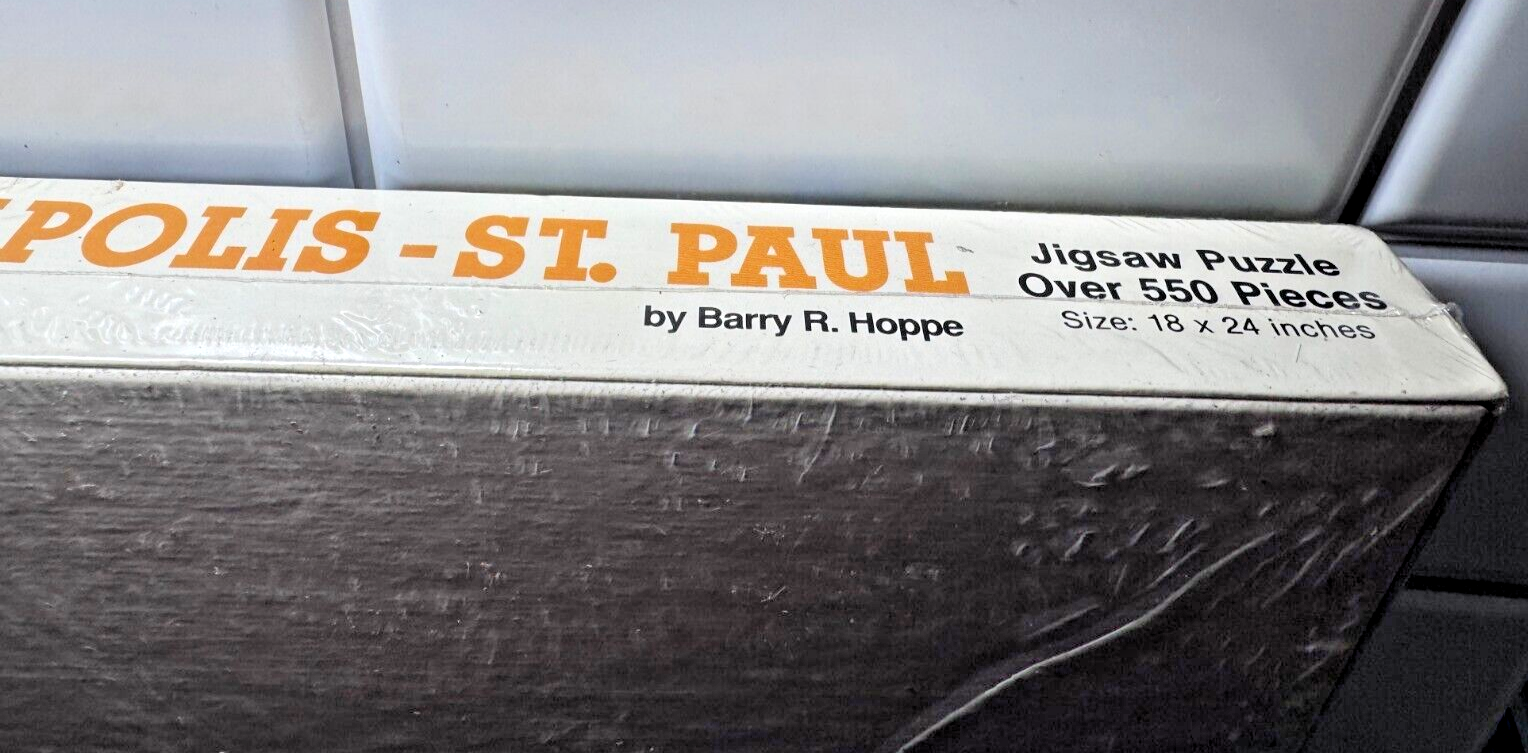 POLIS - ST. PAUL
by Barry R. Hoppe
Jigsaw Puzzle
Over 550 Pieces
Size: 18 x 24 inches